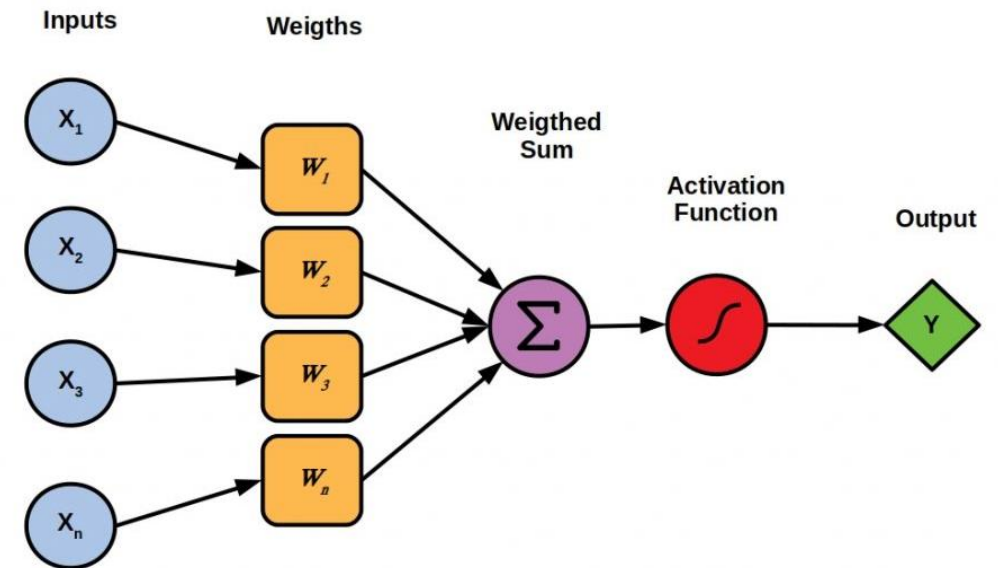 Inputs
Weigths
Weigthed
Sum
Activation
Function
Output
X₁
X₂
X₃
Xₙ
W₁
W₂
W₃
Wₙ
Σ
∫
Y